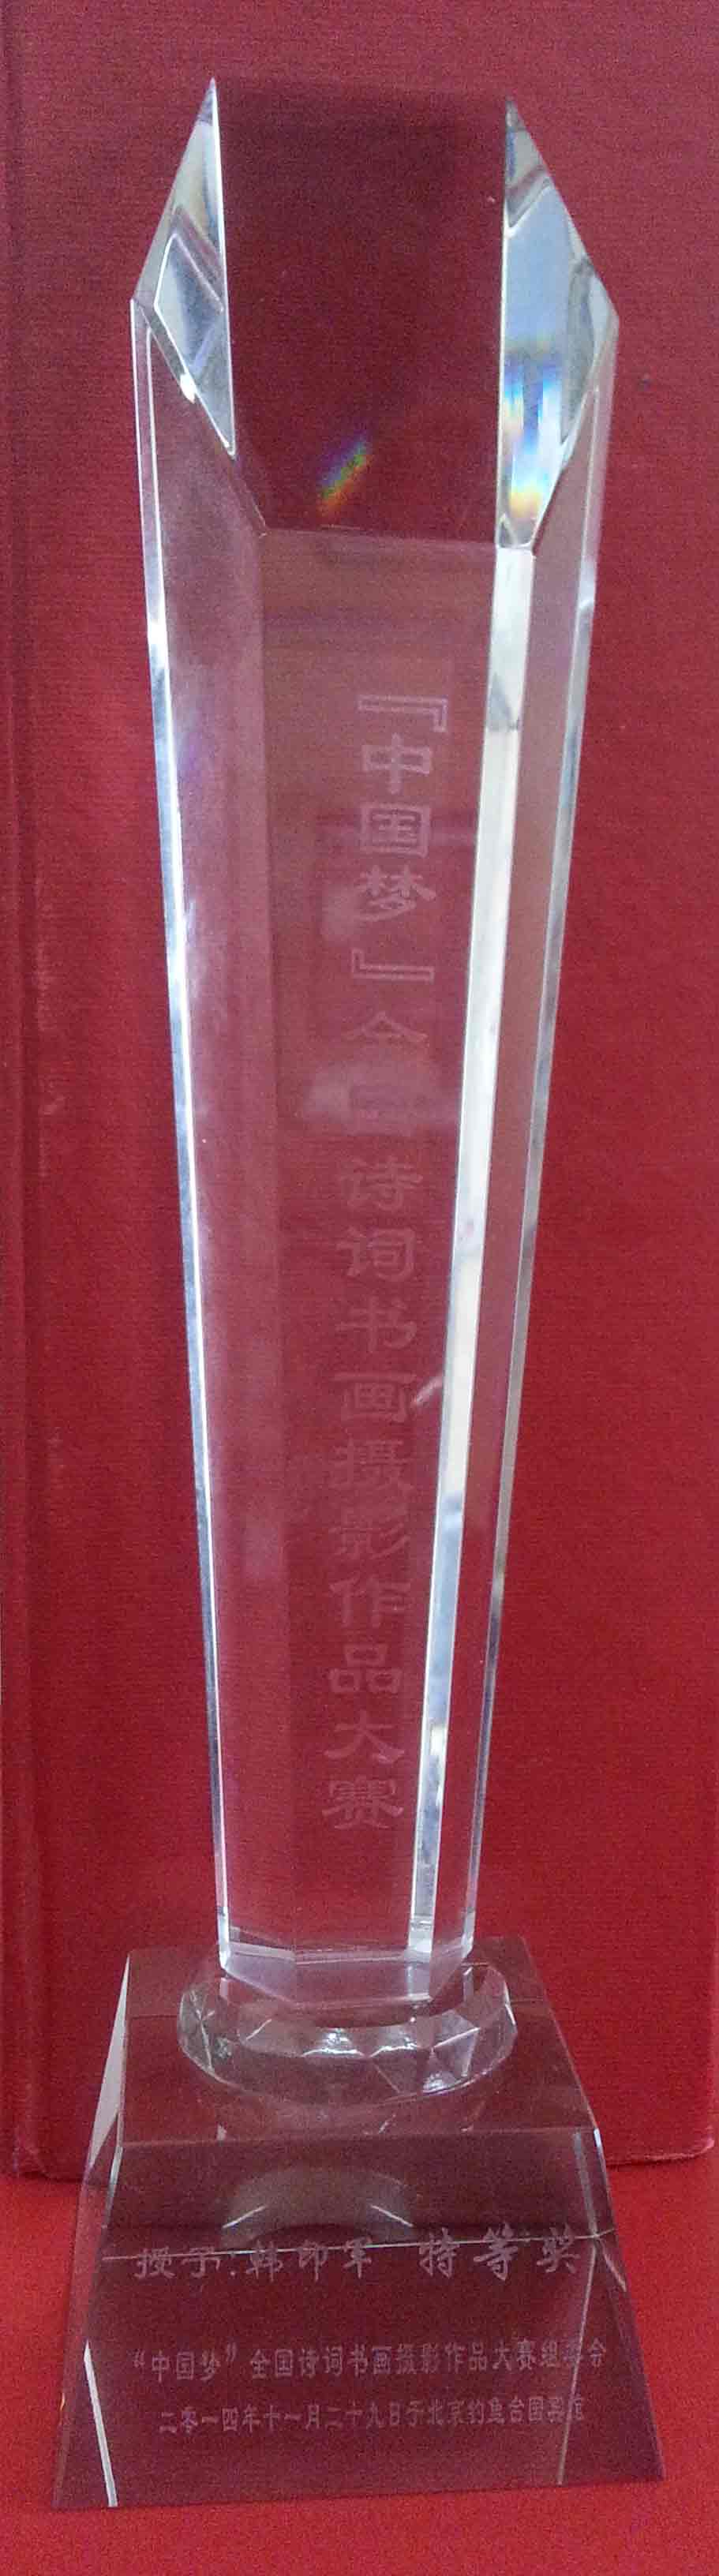 『中国梦』全国诗词书画摄影作品大赛
授予:韩印军 特等奖
“中国梦”全国诗词书画摄影作品大赛组委会
二零一四年十一月二十九日于北京钓鱼台国宾馆